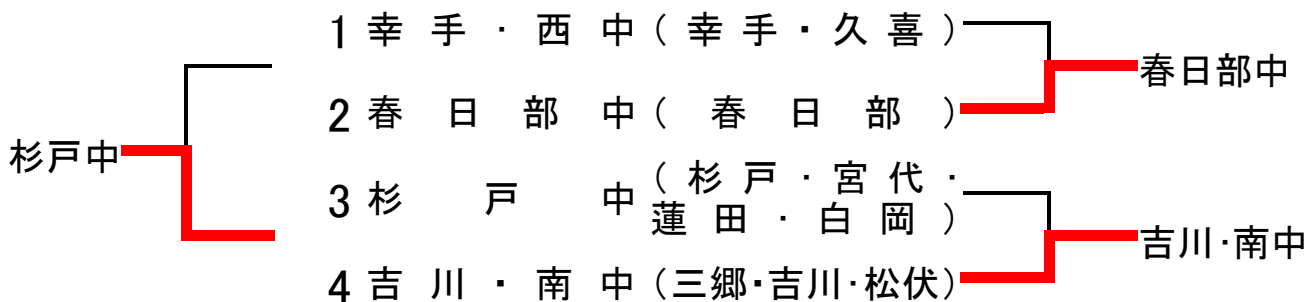 1 幸手・西中(幸手・久喜)
春日部中
2 春日部中(春日部)
杉戸中
3 杉戸中(杉戸・宮代・
蓮田・白岡)
吉川・南中
4 吉川・南中(三郷・吉川・松伏)